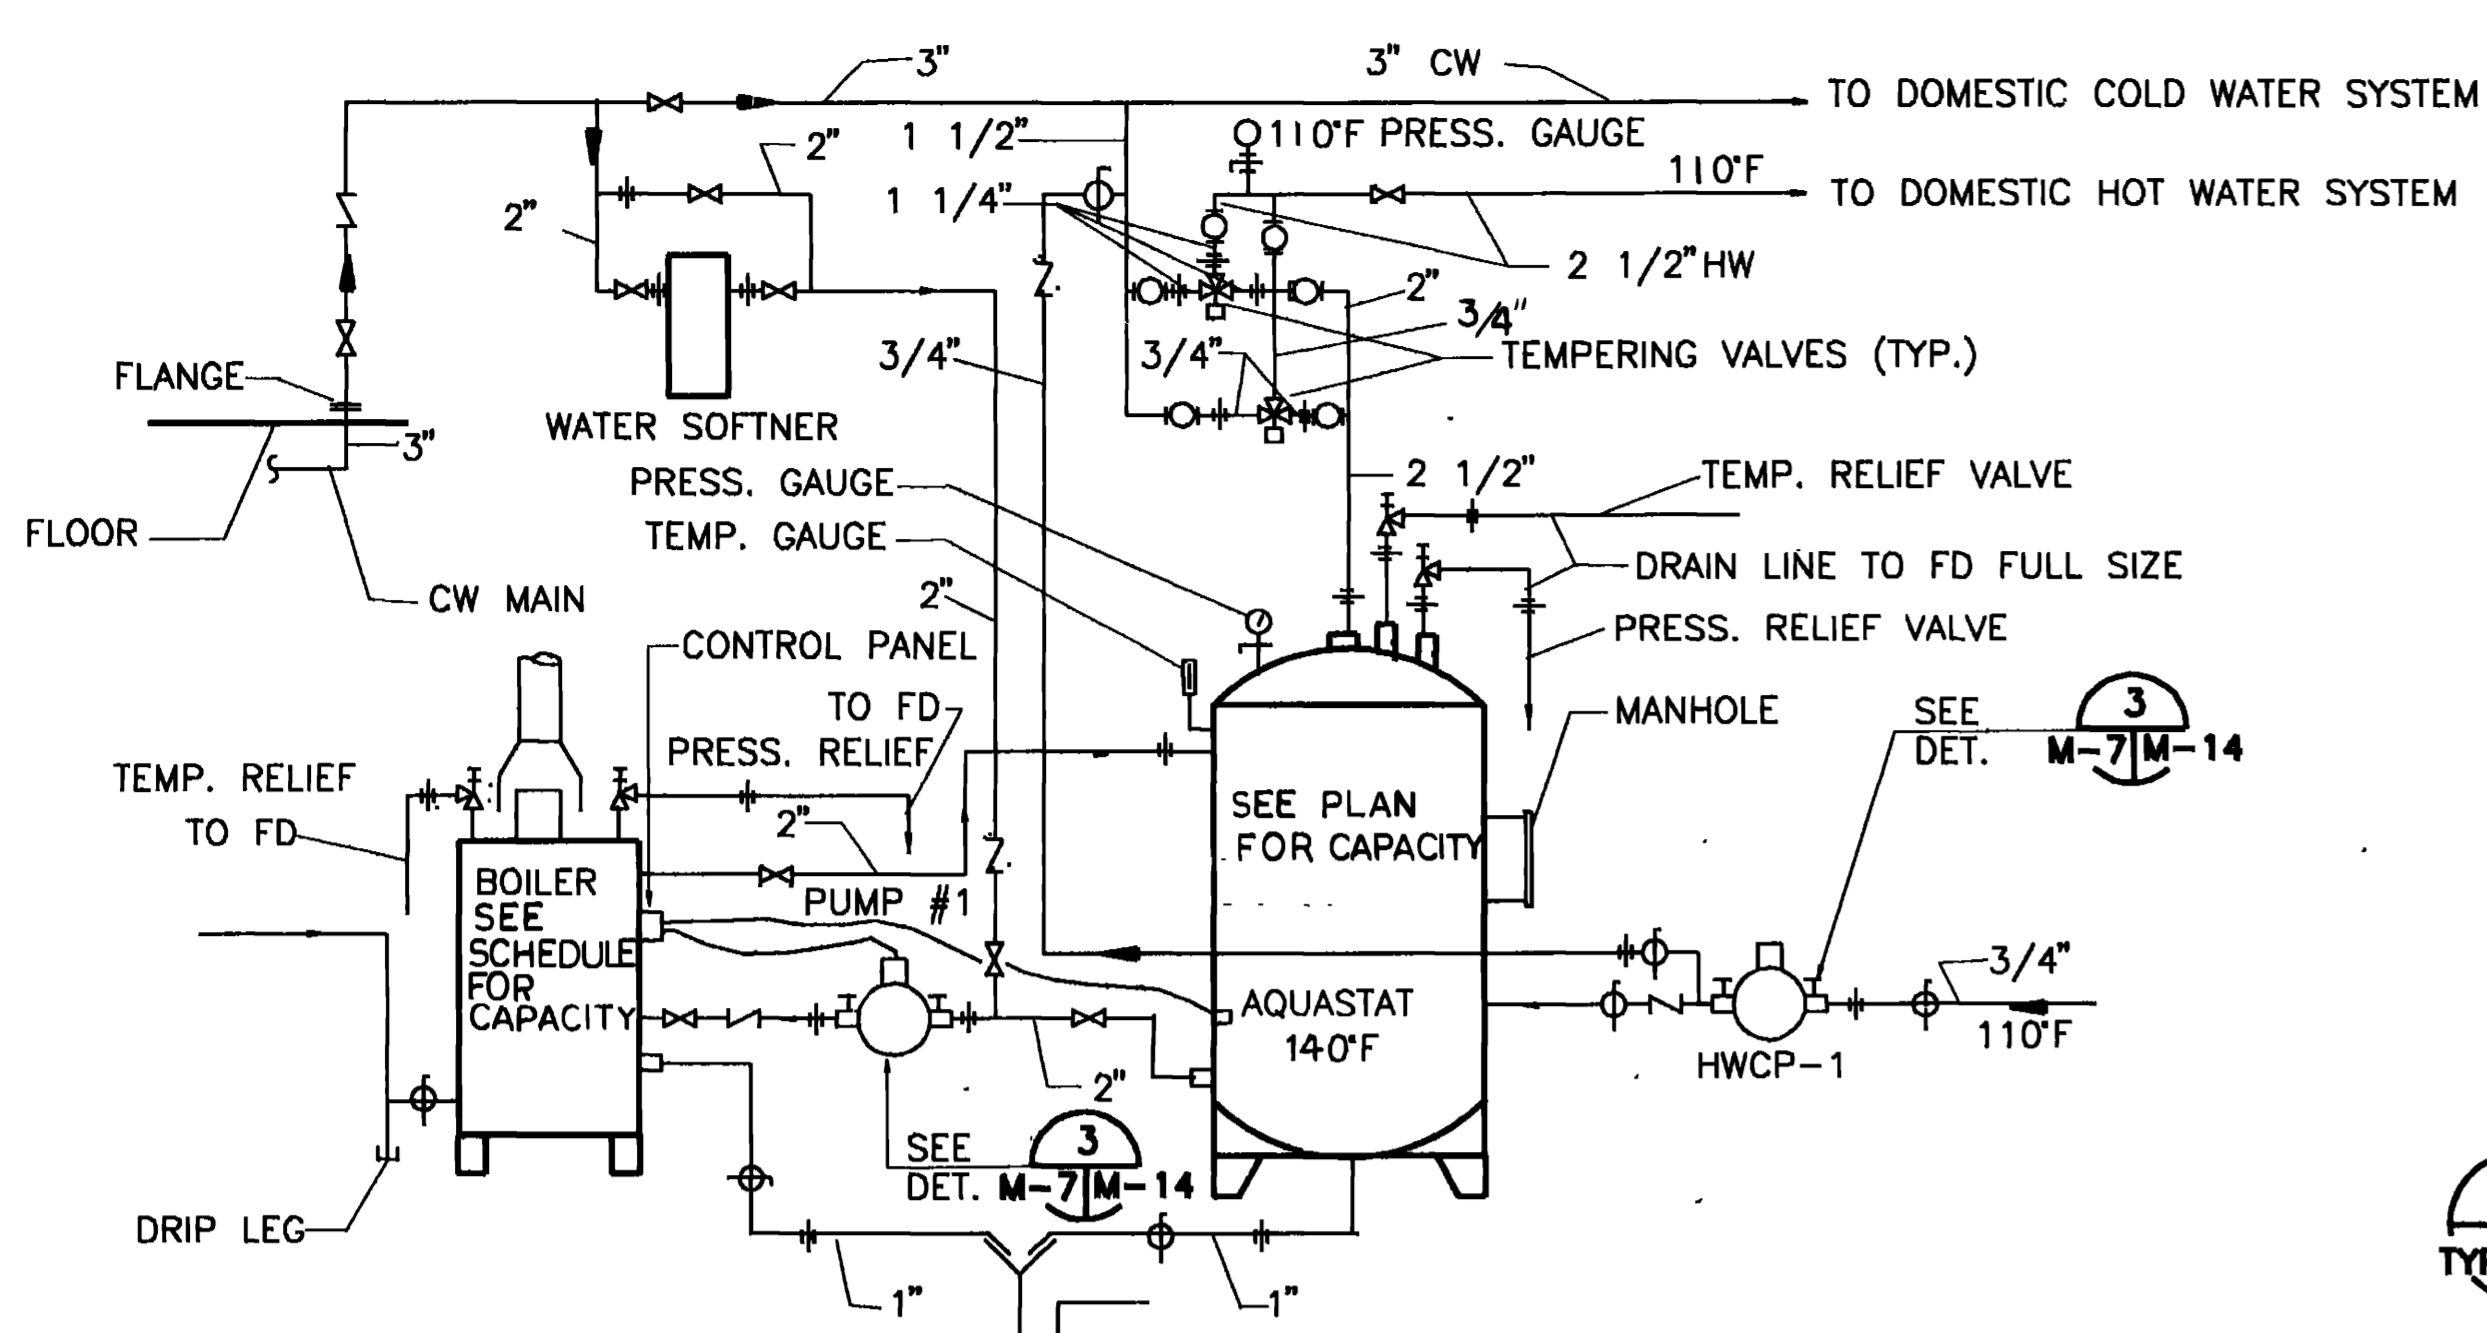 3"
3" CW
TO DOMESTIC COLD WATER SYSTEM
1 1/2"
110°F PRESS. GAUGE
2"
110°F
TO DOMESTIC HOT WATER SYSTEM
1 1/4"
2"
2 1/2" HW
2"
3/4"
3/4"
3/4"
TEMPERING VALVES (TYP.)
FLANGE
WATER SOFTNER
3"
PRESS. GAUGE
2 1/2"
TEMP. RELIEF VALVE
FLOOR
TEMP. GAUGE
DRAIN LINE TO FD FULL SIZE
CW MAIN
2"
PRESS. RELIEF VALVE
CONTROL PANEL
TO FD
MANHOLE
SEE
DET.
3
M-7 M-14
PRESS. RELIEF
TEMP. RELIEF
TO FD
2"
SEE PLAN
FOR CAPACITY
BOILER
SEE
SCHEDULE
FOR
CAPACITY
PUMP #1
3/4"
AQUASTAT
140°F
110°F
HWCP-1
2"
SEE
DET.
3
M-7 M-14
DRIP LEG
1"
1"